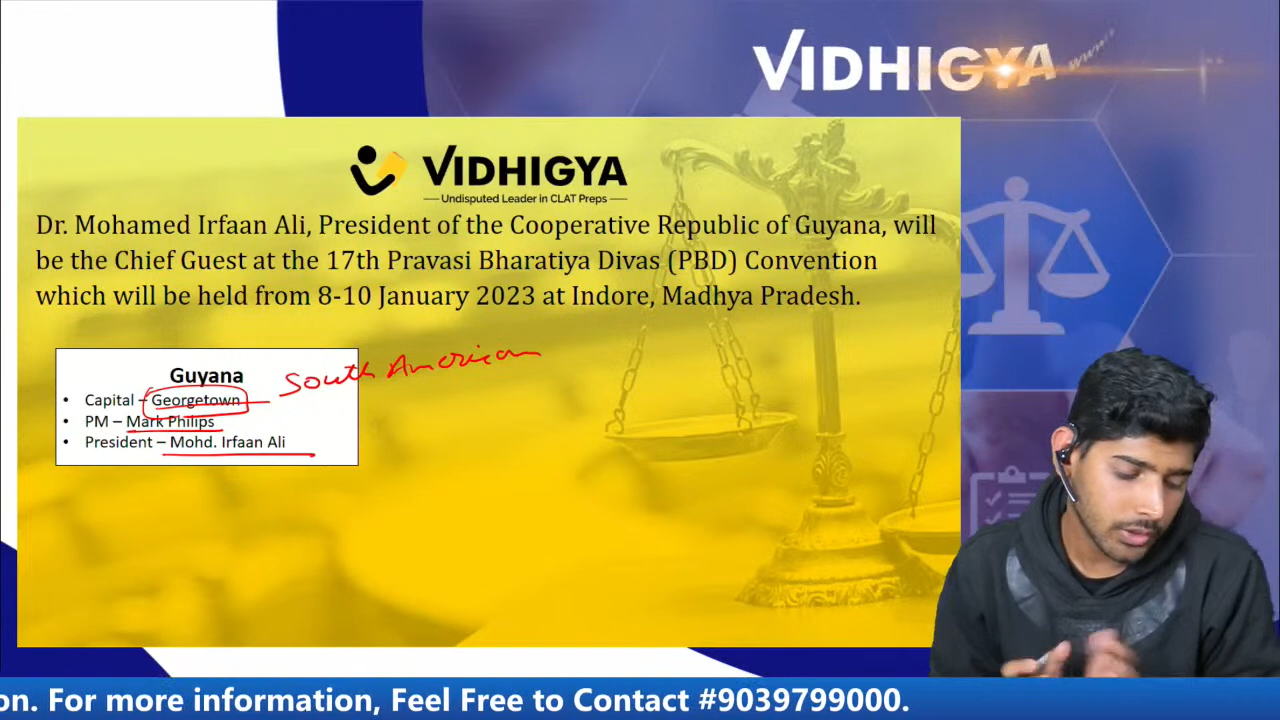 VIDHIGYA
www
VIDHIGYA
Undisputed Leader in CLAT Preps
Dr. Mohamed Irfaan Ali, President of the Cooperative Republic of Guyana, will
be the Chief Guest at the 17th Pravasi Bharatiya Divas (PBD) Convention
which will be held from 8-10 January 2023 at Indore, Madhya Pradesh.
Guyana
South American
• Capital – Georgetown
• PM – Mark Philips
• President – Mohd. Irfaan Ali
on. For more information, Feel Free to Contact #9039799000.